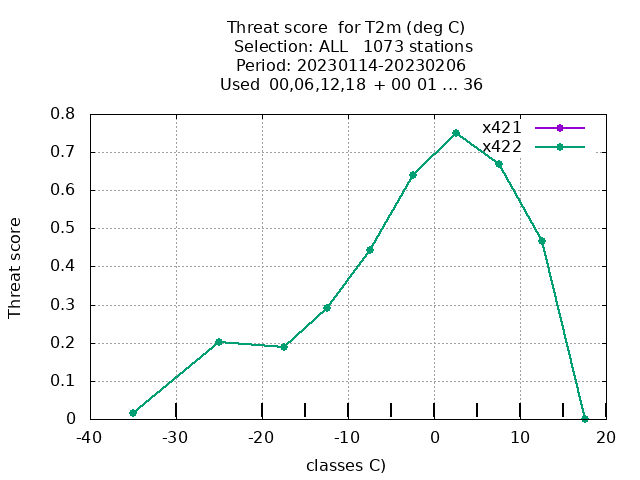 Threat score  for T2m (deg C)
Selection: ALL   1073 stations
Period: 20230114-20230206
Used  00,06,12,18  + 00 01 ... 36
x421
x422
0.8
0.7
0.6
0.5
0.4
0.3
0.2
0.1
0
Threat score
-40 -30 -20 -10 0 10 20
classes C)